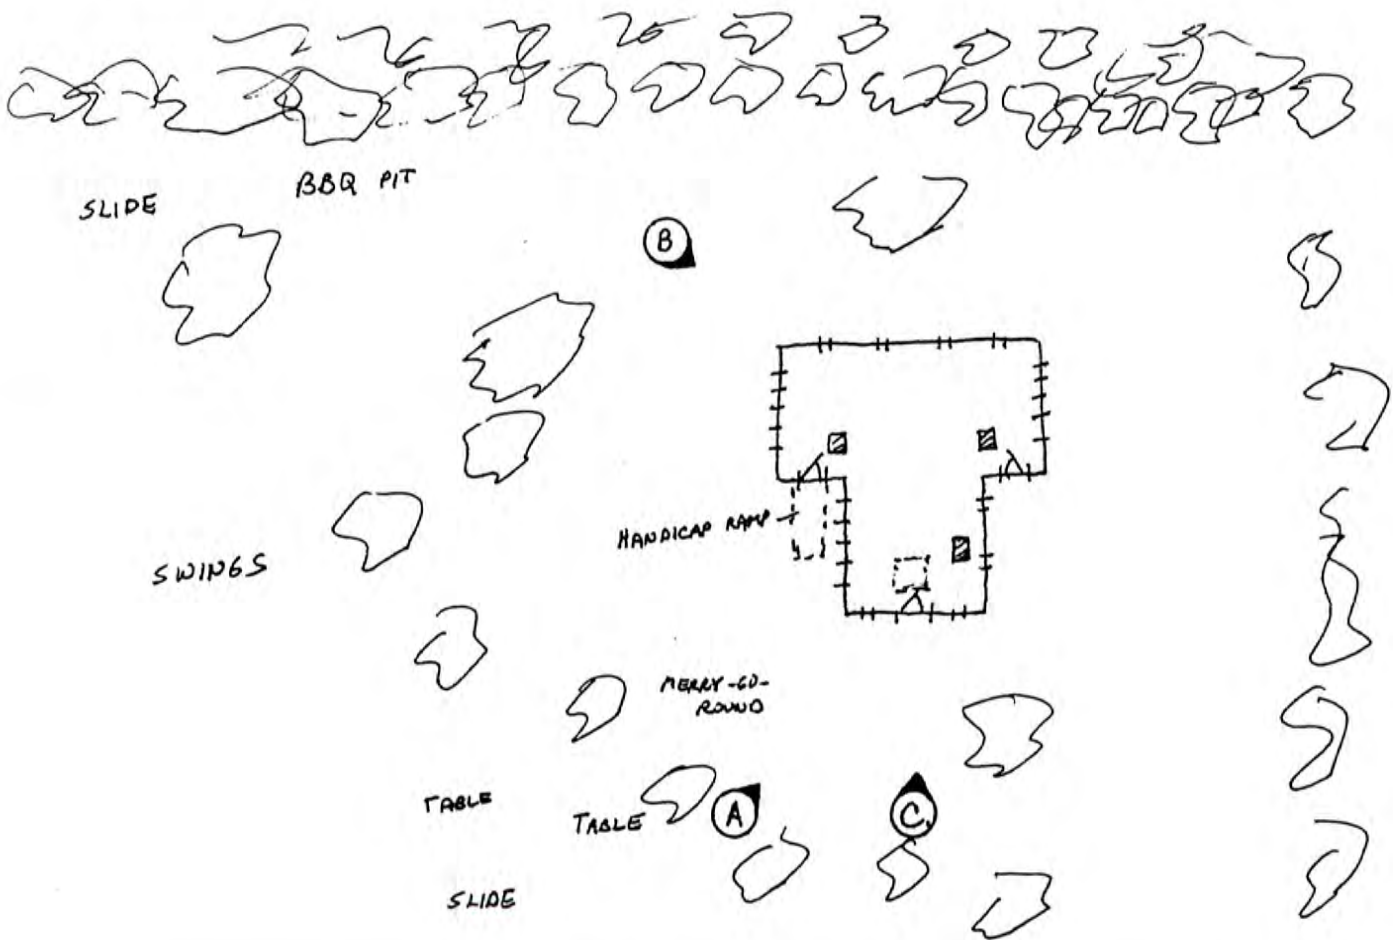 BBQ PIT
SLIDE
B
HANDICAP RAMP
SWINGS
MERRY-GO-
ROUND
TABLE
TABLE
A
C
SLIDE